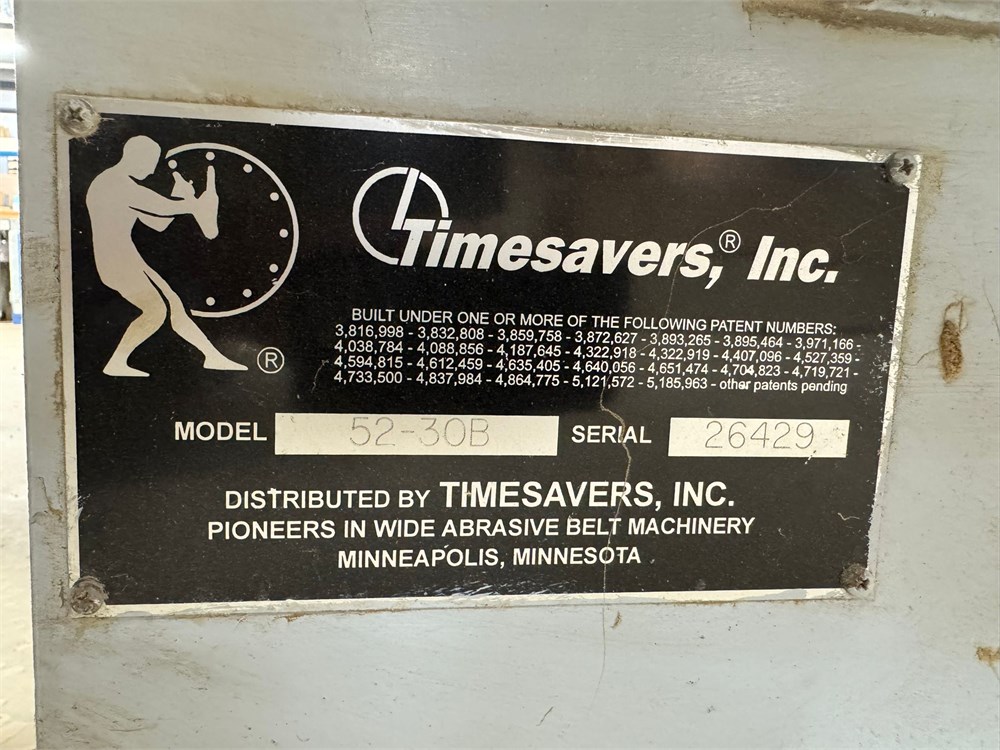 Timesavers,® Inc.
BUILT UNDER ONE OR MORE OF THE FOLLOWING PATENT NUMBERS:
3,816,998 - 3,832,808 - 3,859,758 - 3,872,627 - 3,893,265 - 3,895,464 - 3,971,166 -
4,038,784 - 4,088,856 - 4,187,645 - 4,322,918 - 4,322,919 - 4,407,096 - 4,527,359 -
4,594,815 - 4,612,459 - 4,635,405 - 4,640,056 - 4,651,474 - 4,704,823 - 4,719,721 -
4,733,500 - 4,837,984 - 4,864,775 - 5,121,572 - 5,185,963 - other patents pending
®
MODEL 52-30B SERIAL 26429
DISTRIBUTED BY TIMESAVERS, INC.
PIONEERS IN WIDE ABRASIVE BELT MACHINERY
MINNEAPOLIS, MINNESOTA